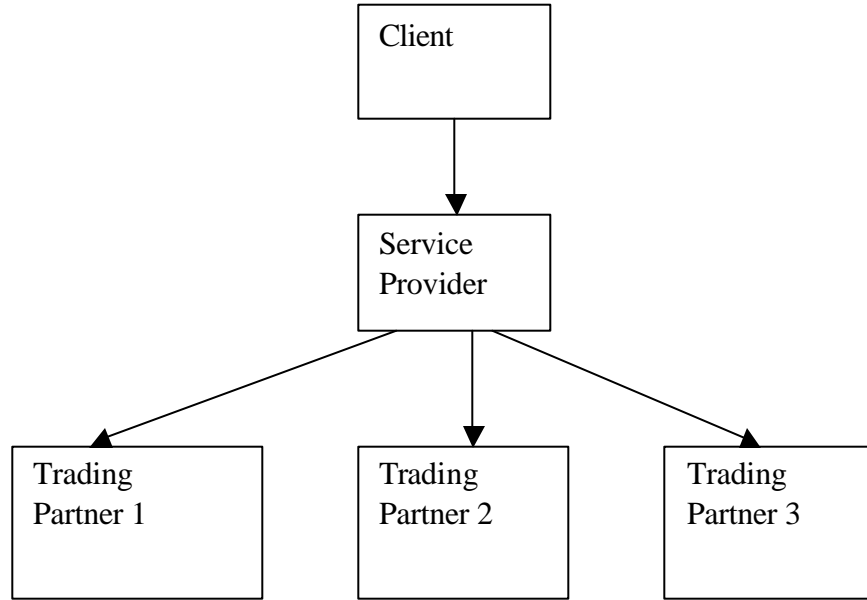 Client
Service
Provider
Trading
Partner 1
Trading
Partner 2
Trading
Partner 3